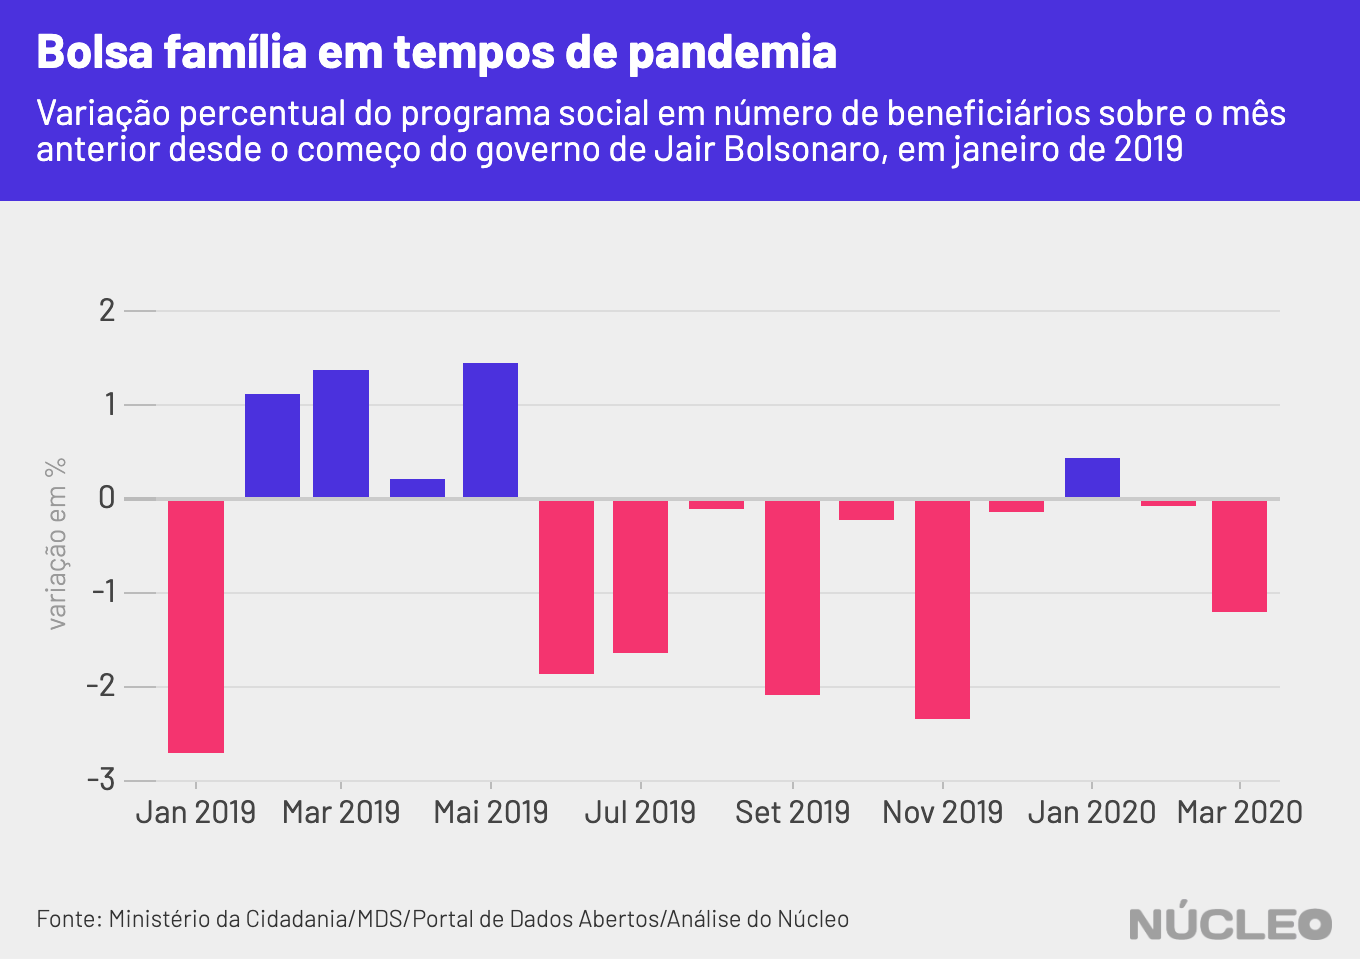 Bolsa família em tempos de pandemia
Variação percentual do programa social em número de beneficiários sobre o mês
anterior desde o começo do governo de Jair Bolsonaro, em janeiro de 2019
variação em %
2
1
0
-1
-2
-3
Jan 2019 Mar 2019 Mai 2019 Jul 2019 Set 2019 Nov 2019 Jan 2020 Mar 2020
Fonte: Ministério da Cidadania/MDS/Portal de Dados Abertos/Análise do Núcleo
NÚCLEO